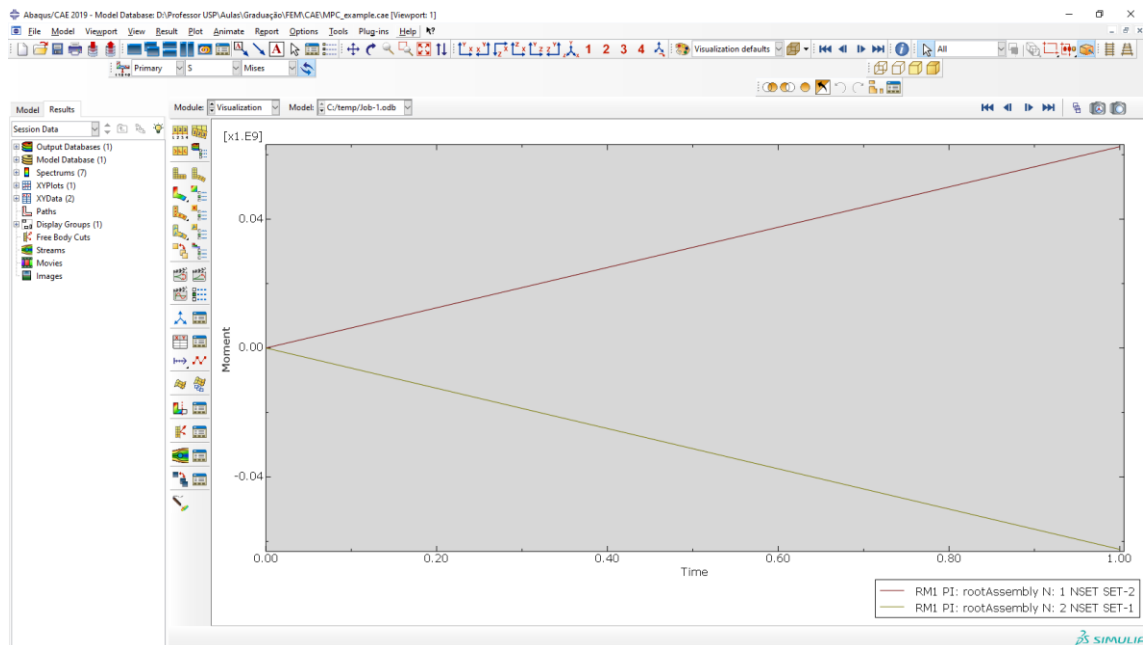 Abaqus/CAE 2019 - Model Database: D:\Professor USP\Aulas\Graduação\FEM\CAE\MPC_example.cae [Viewport: 1]
File Model Viewport View Result Plot Animate Report Options Tools Plug-ins Help
1 2 3 4 Visualization defaults All
Primary S Mises
Model Results Module: Visualization Model: C:/temp/Job-1.odb
Session Data
Output Databases (1)
Model Database (1)
Spectrums (7)
XYPlots (1)
XYData (2)
Paths
Display Groups (1)
Free Body Cuts
Streams
Movies
Images
[x1.E9]
0.04
0.00
-0.04
Moment
0.00 0.20 0.40 0.60 0.80 1.00
Time
RM1 PI: rootAssembly N: 1 NSET SET-2
RM1 PI: rootAssembly N: 2 NSET SET-1
SIMULIA